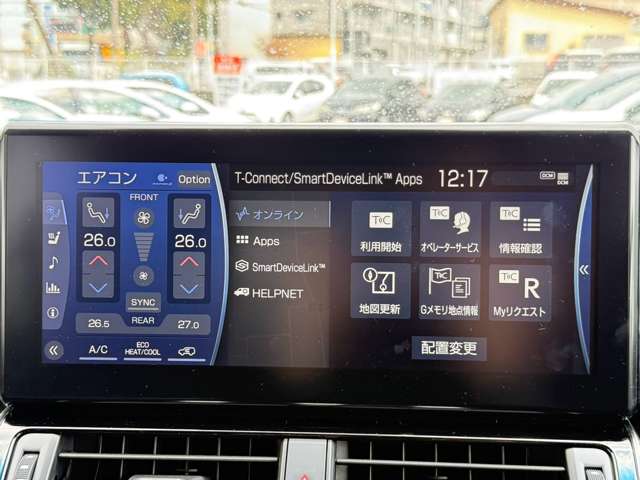 エアコン
Option
FRONT
26.0
26.0
SYNC
26.5 REAR 27.0
A/C
ECO
HEAT/COOL
T-Connect/SmartDeviceLink™ Apps
12:17
DCM
DCM
オンライン
Apps
SmartDeviceLink™
HELPNET
T∞C
利用開始
T∞C
オペレーターサービス
T∞C
情報確認
地図更新
Gメモリ地点情報
T∞C
R
Myリクエスト
配置変更